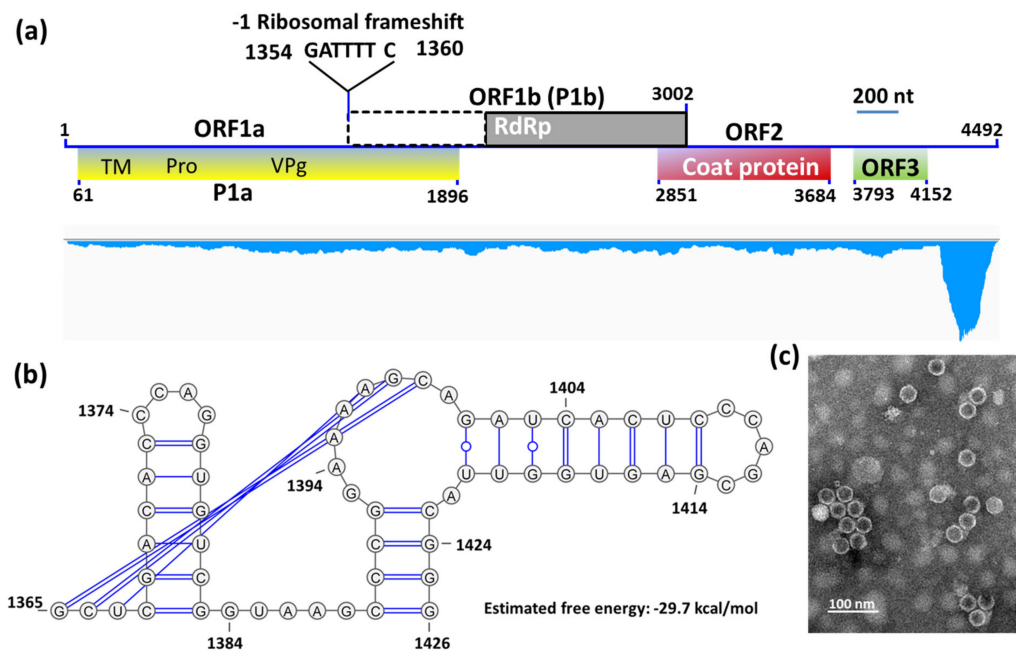 (a)
-1 Ribosomal frameshift
1354 GATTTT C 1360
ORF1b (P1b) 3002 200 nt
1 ORF1a RdRp ORF2 4492
TM Pro VPg Coat protein ORF3
61 P1a 1896 2851 3684 3793 4152
(b)
1374
1394
1404
1414
1424
1365
1384
1426
GCUCGACACCCAGGUGUCGGUAAGCCCGGAAAAGCAGAUCACUCCCAGCGAGUGGUUACGGG
Estimated free energy: -29.7 kcal/mol
(c)
100 nm